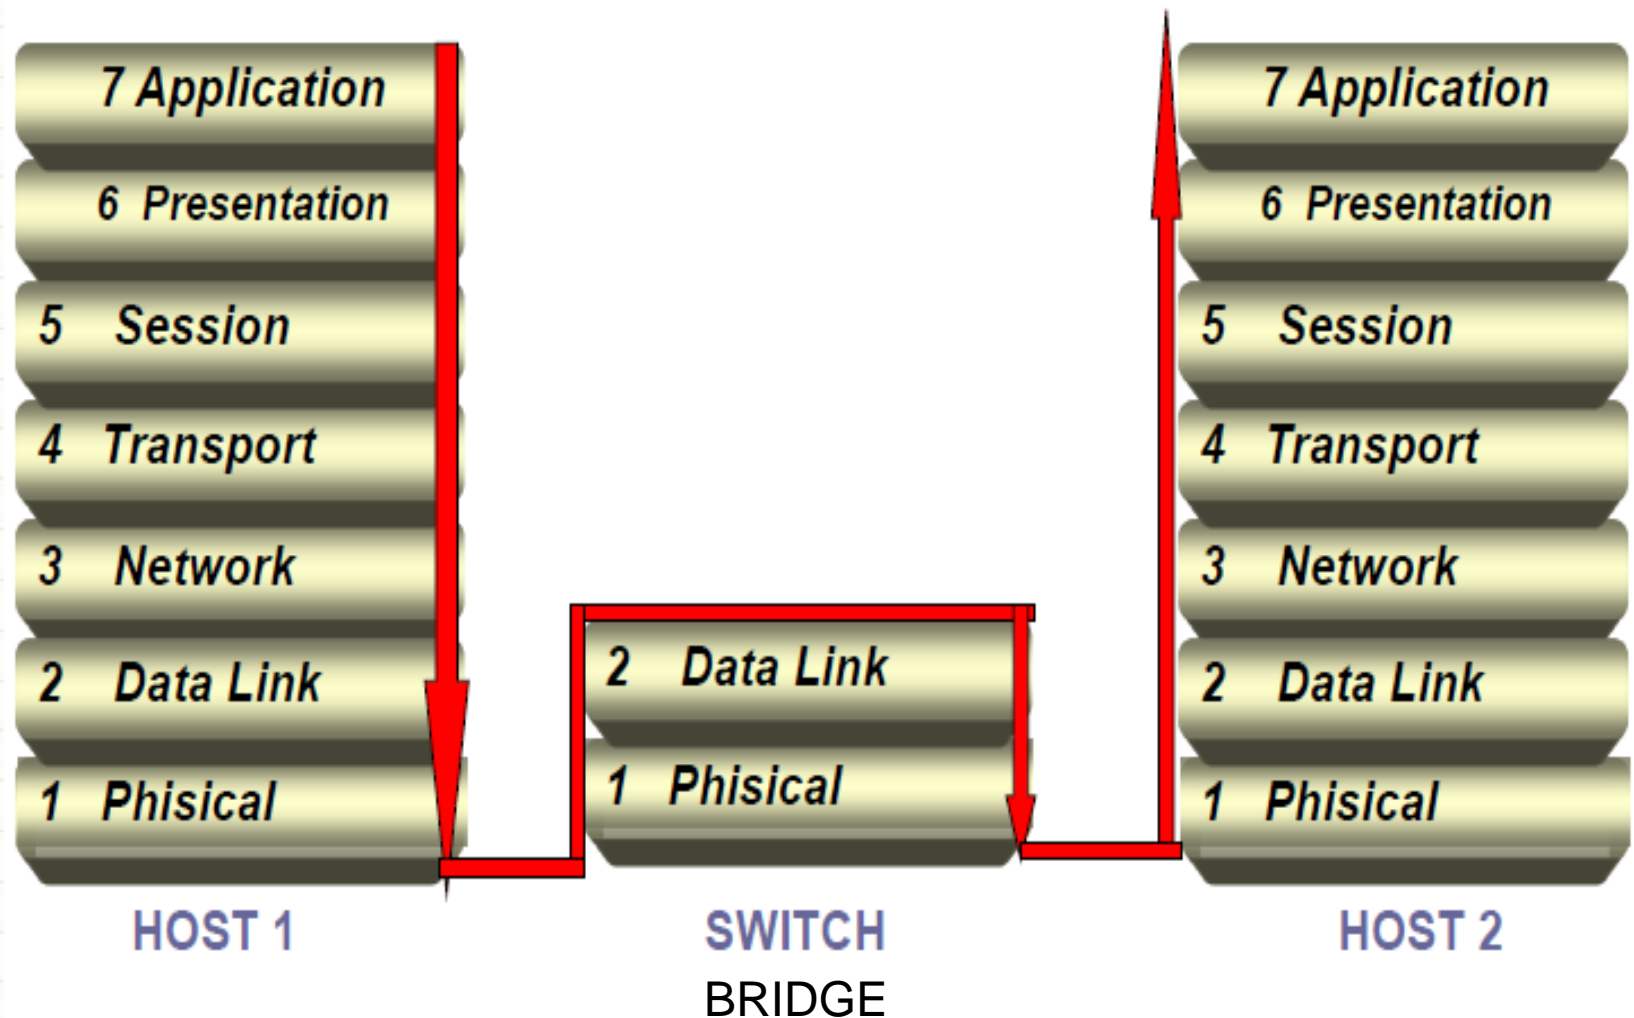 7 Application
6 Presentation
5 Session
4 Transport
3 Network
2 Data Link
1 Phisical
HOST 1
2 Data Link
1 Phisical
SWITCH
BRIDGE
7 Application
6 Presentation
5 Session
4 Transport
3 Network
2 Data Link
1 Phisical
HOST 2